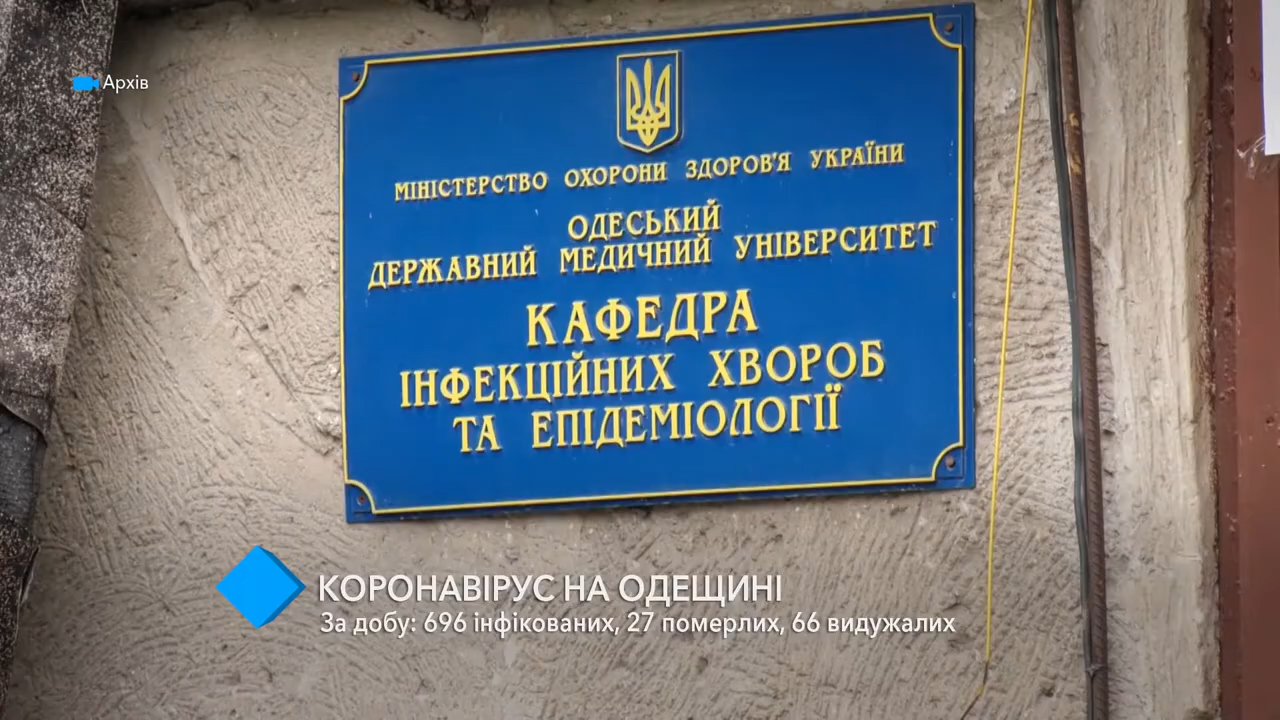 Архів
МІНІСТЕРСТВО ОХОРОНИ ЗДОРОВ'Я УКРАЇНИ
ОДЕСЬКИЙ
ДЕРЖАВНИЙ МЕДИЧНИЙ УНІВЕРСИТЕТ
КАФЕДРА
ІНФЕКЦІЙНИХ ХВОРОБ
ТА ЕПІДЕМІОЛОГІЇ
КОРОНАВІРУС НА ОДЕЩИНІ
За добу: 696 інфікованих, 27 померлих, 66 видужалих